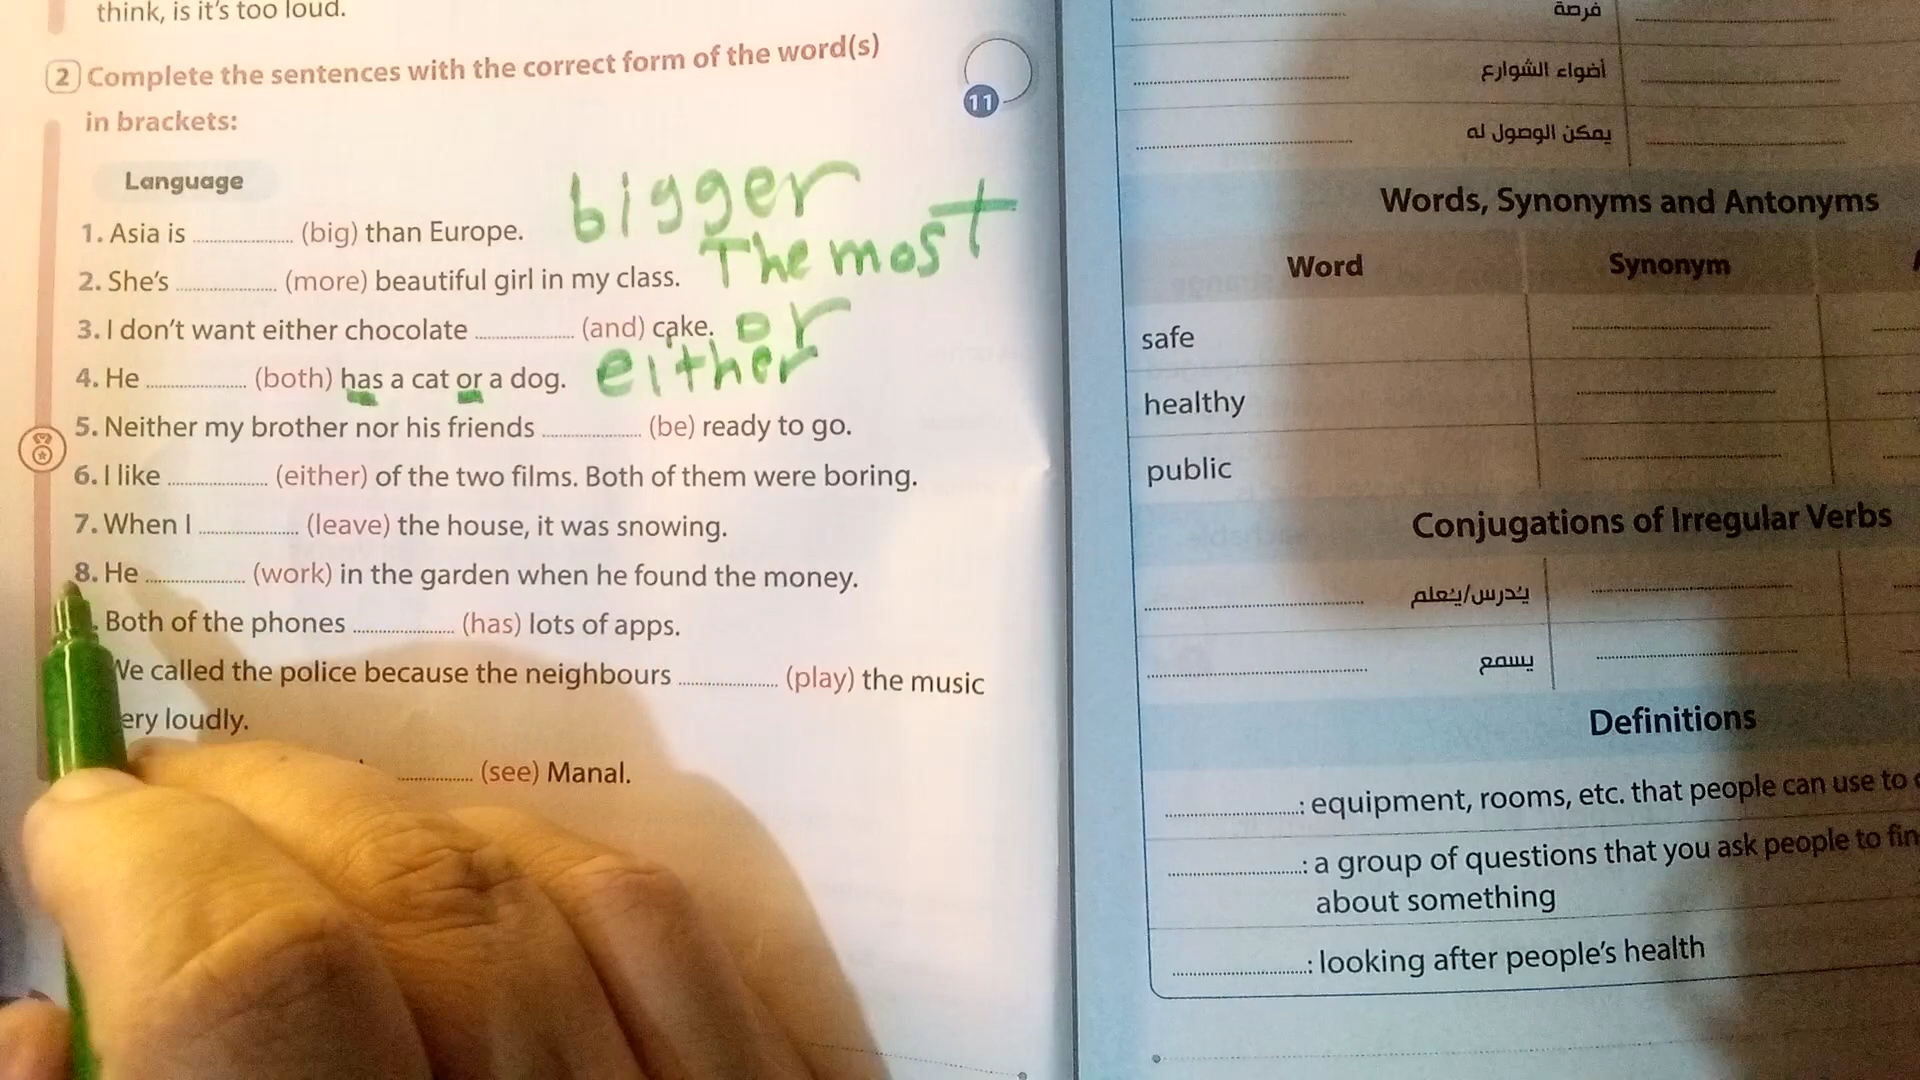 think, is it's too loud.
2 Complete the sentences with the correct form of the word(s)
in brackets:
11
Language
1. Asia is .................... (big) than Europe. bigger
2. She's .................... (more) beautiful girl in my class. The most
3. I don't want either chocolate .................... (and) cake. or
4. He .................... (both) has a cat or a dog. either
5. Neither my brother nor his friends .................... (be) ready to go.
6. I like .................... (either) of the two films. Both of them were boring.
7. When I .................... (leave) the house, it was snowing.
8. He .................... (work) in the garden when he found the money.
. Both of the phones .................... (has) lots of apps.
We called the police because the neighbours .................... (play) the music
ery loudly.
.................... (see) Manal.
فرصة
أضواء الشوارع
يمكن الوصول له
Words, Synonyms and Antonyms
Word Synonym
safe
healthy
public
Conjugations of Irregular Verbs
يدرس/يعلم
يسمع
Definitions
....................: equipment, rooms, etc. that people can use to
....................: a group of questions that you ask people to fin
about something
....................: looking after people's health